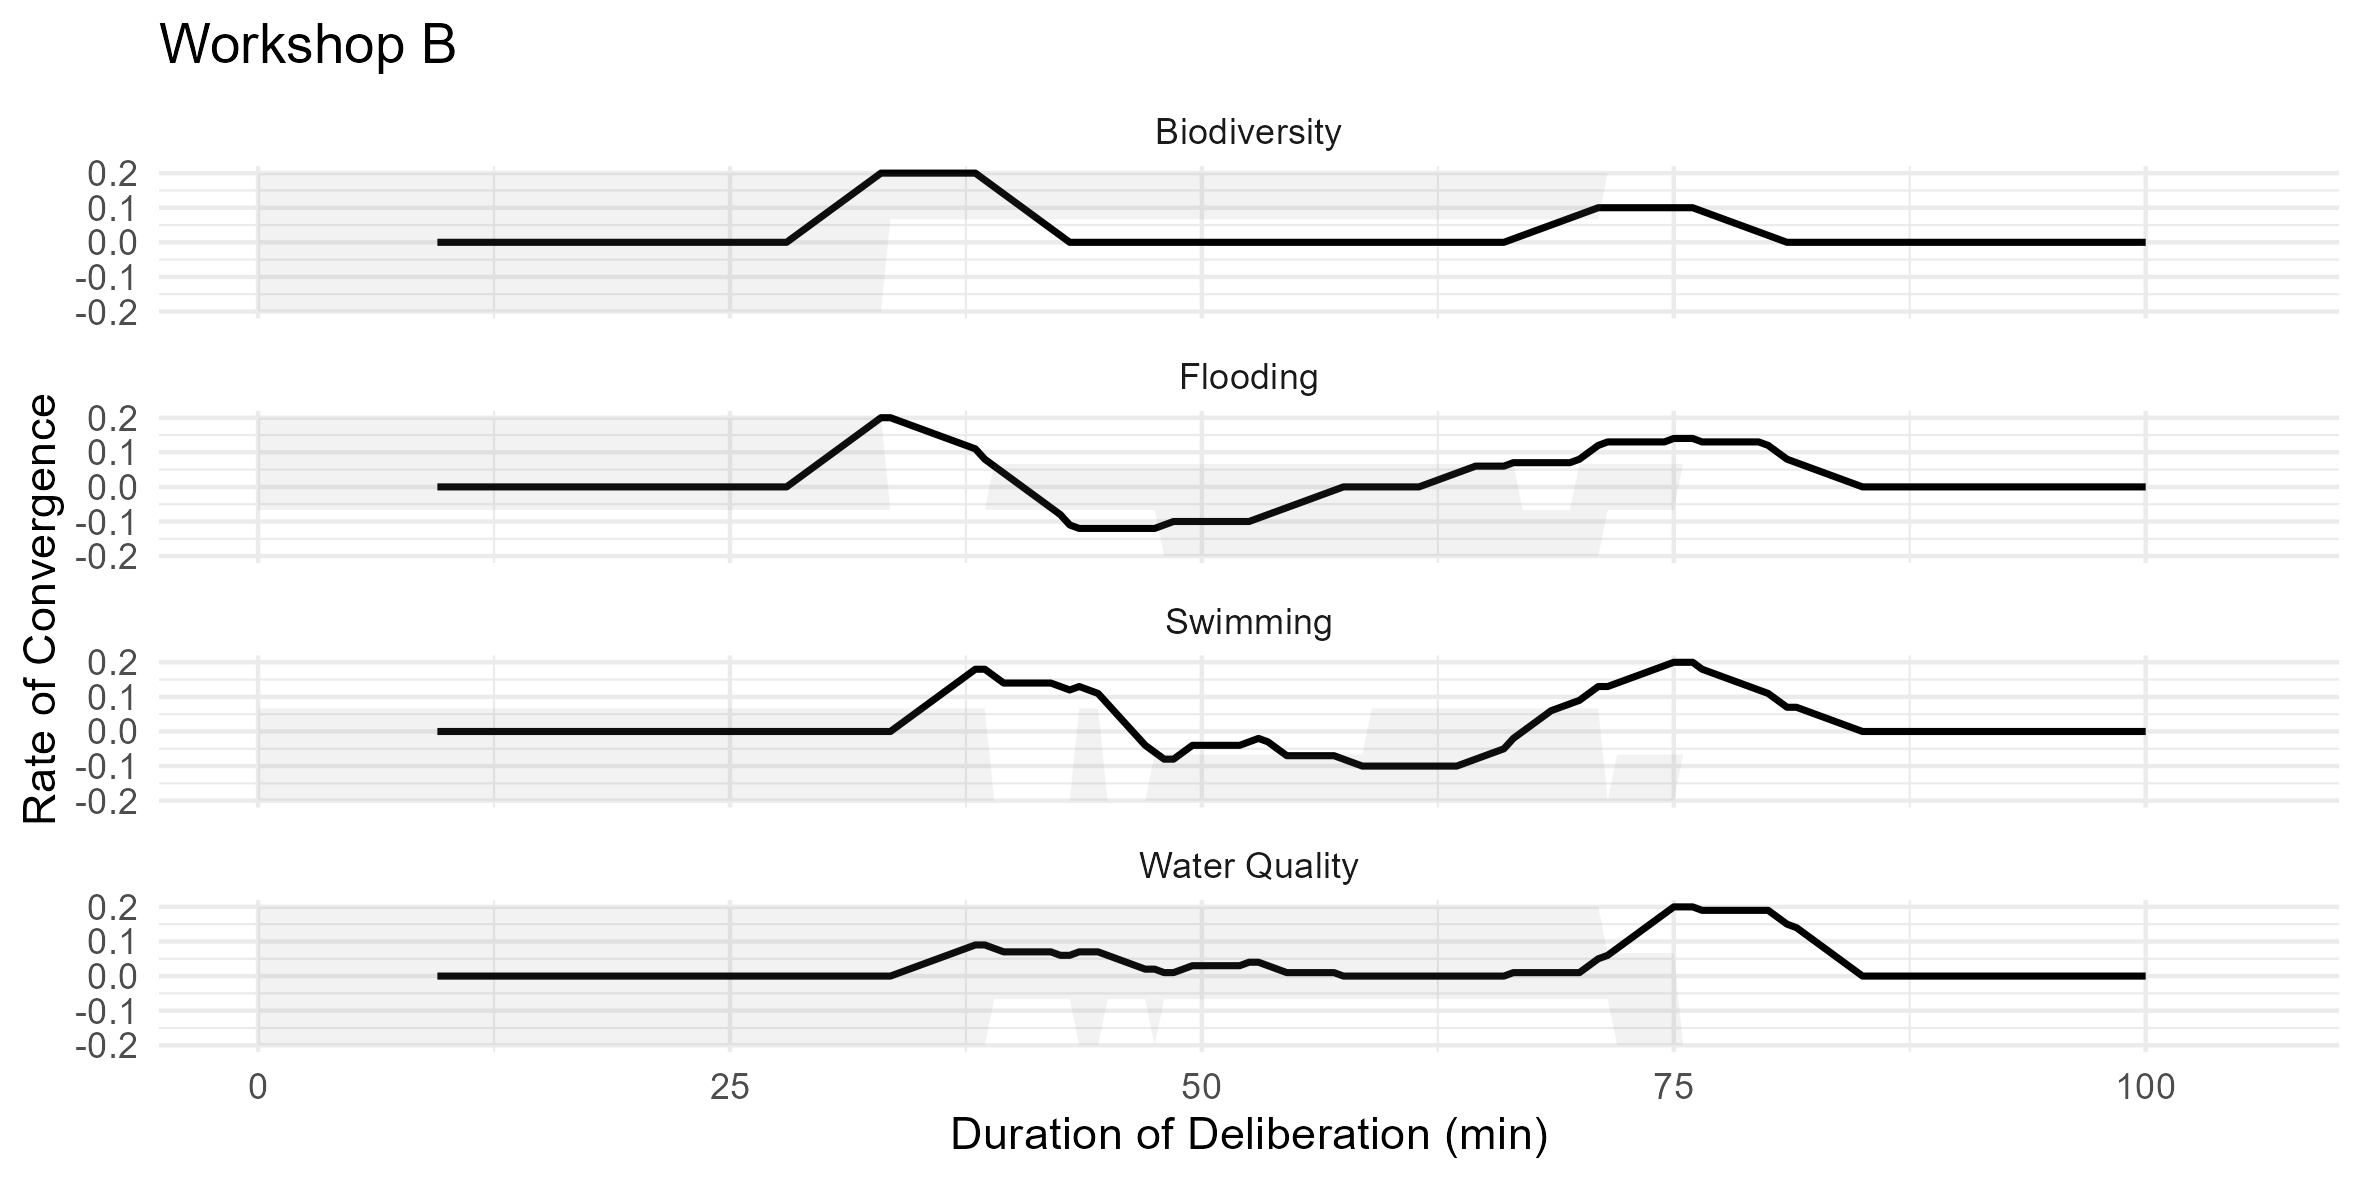 Workshop B
Biodiversity
0.2
0.1
0.0
-0.1
-0.2
Flooding
0.2
0.1
0.0
-0.1
-0.2
Swimming
0.2
0.1
0.0
-0.1
-0.2
Water Quality
0.2
0.1
0.0
-0.1
-0.2
Rate of Convergence
0 25 50 75 100
Duration of Deliberation (min)